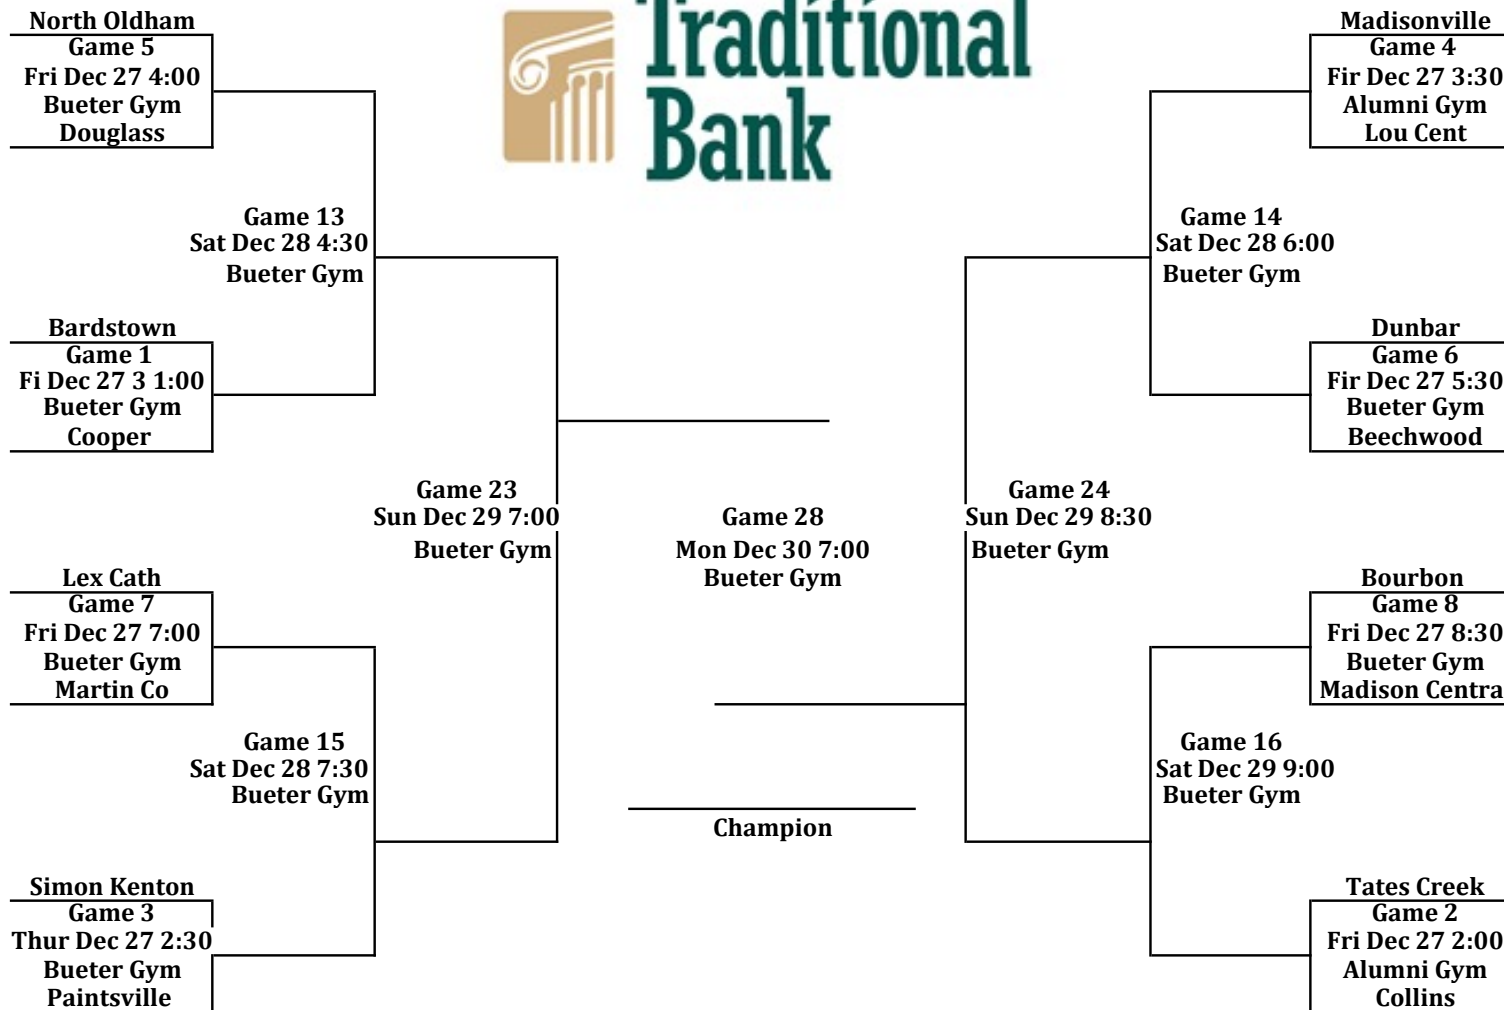 Traditional
Bank
North Oldham
Game 5
Fri Dec 27 4:00
Bueter Gym
Douglass
Game 13
Sat Dec 28 4:30
Bueter Gym
Bardstown
Game 1
Fi Dec 27 3 1:00
Bueter Gym
Cooper
Game 23
Sun Dec 29 7:00
Bueter Gym
Lex Cath
Game 7
Fri Dec 27 7:00
Bueter Gym
Martin Co
Game 15
Sat Dec 28 7:30
Bueter Gym
Simon Kenton
Game 3
Thur Dec 27 2:30
Bueter Gym
Paintsville
Game 28
Mon Dec 30 7:00
Bueter Gym
Champion
Madisonville
Game 4
Fir Dec 27 3:30
Alumni Gym
Lou Cent
Game 14
Sat Dec 28 6:00
Bueter Gym
Dunbar
Game 6
Fir Dec 27 5:30
Bueter Gym
Beechwood
Game 24
Sun Dec 29 8:30
Bueter Gym
Bourbon
Game 8
Fri Dec 27 8:30
Bueter Gym
Madison Centra
Game 16
Sat Dec 29 9:00
Bueter Gym
Tates Creek
Game 2
Fri Dec 27 2:00
Alumni Gym
Collins